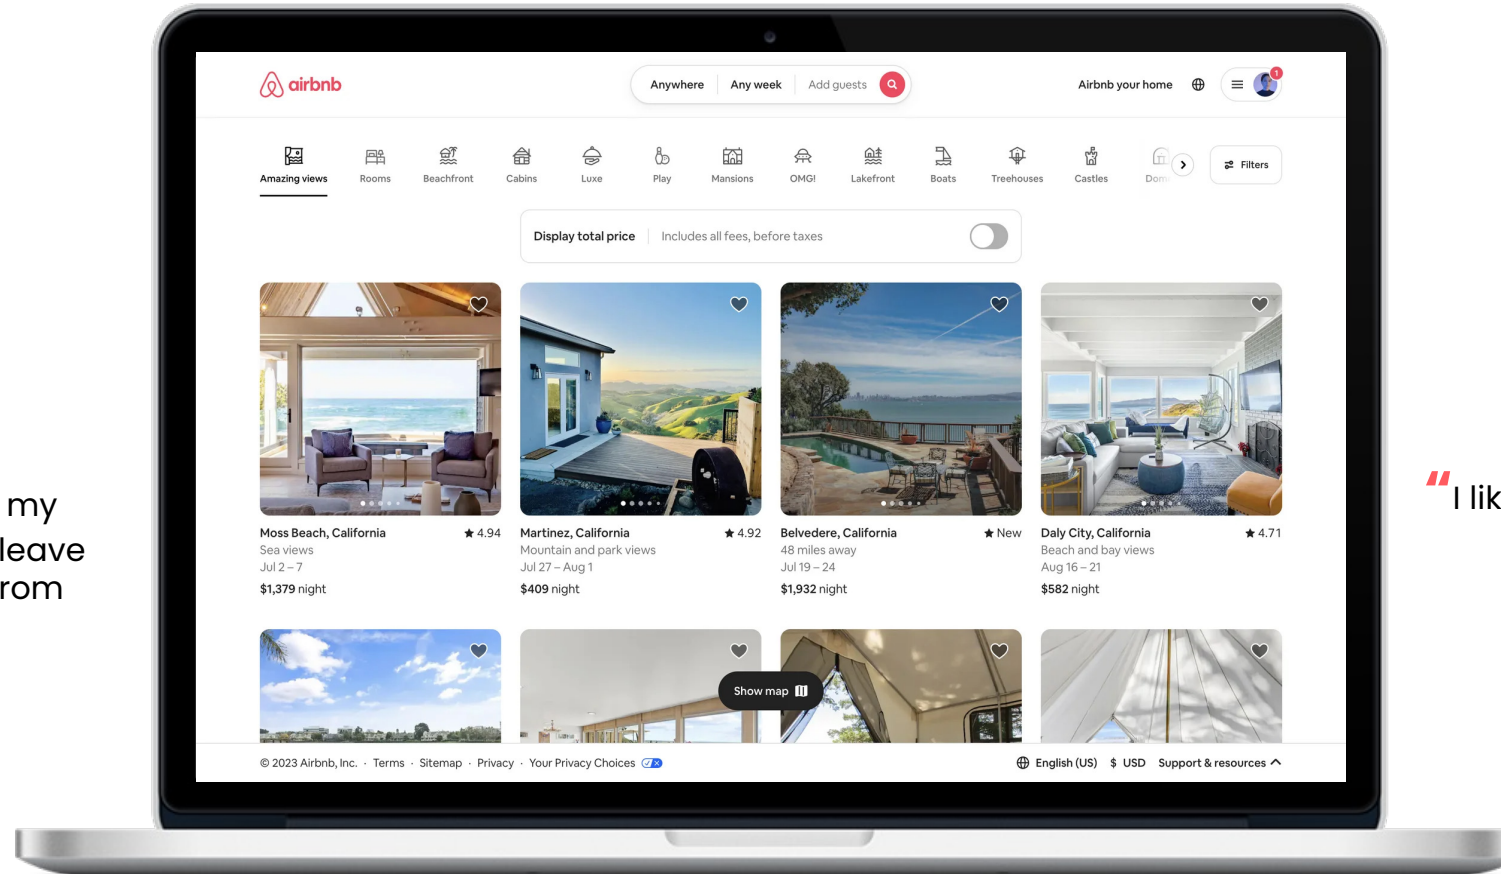 airbnb
Anywhere Any week Add guests
Airbnb your home
1
Amazing views Rooms Beachfront Cabins Luxe Play Mansions OMG! Lakefront Boats Treehouses Castles Dom
Filters
Display total price Includes all fees, before taxes
Moss Beach, California ★ 4.94
Sea views
Jul 2 – 7
$1,379 night
Martinez, California ★ 4.92
Mountain and park views
Jul 27 – Aug 1
$409 night
Belvedere, California ★ New
48 miles away
Jul 19 – 24
$1,932 night
Daly City, California ★ 4.71
Beach and bay views
Aug 16 – 21
$582 night
Show map
© 2023 Airbnb, Inc. · Terms · Sitemap · Privacy · Your Privacy Choices
English (US) $ USD Support & resources
my
leave
rom
"I lik